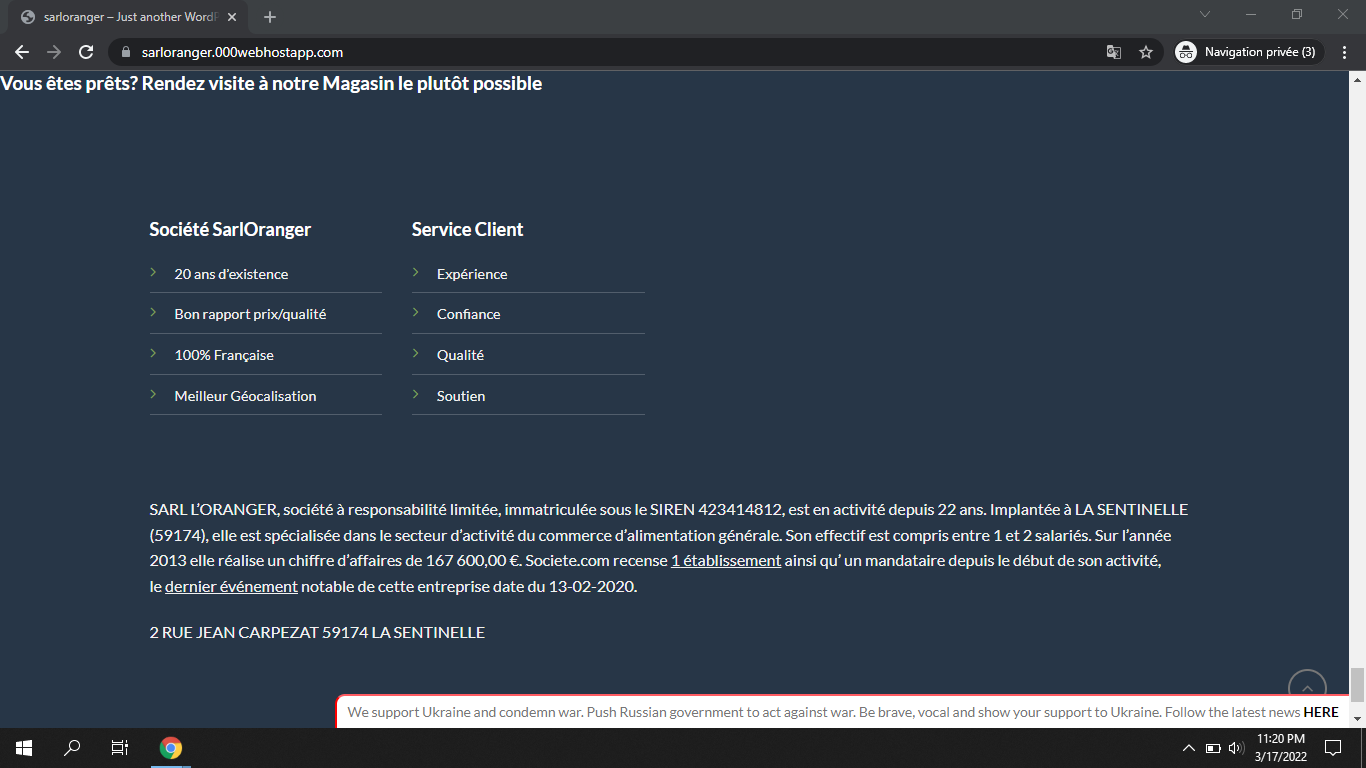 sarloranger – Just another WordP
sarloranger.000webhostapp.com
Navigation privée (3)
Vous êtes prêts? Rendez visite à notre Magasin le plutôt possible
Société SarlOranger
20 ans d'existence
Bon rapport prix/qualité
100% Française
Meilleur Géocalisation
Service Client
Expérience
Confiance
Qualité
Soutien
SARL L'ORANGER, société à responsabilité limitée, immatriculée sous le SIREN 423414812, est en activité depuis 22 ans. Implantée à LA SENTINELLE
(59174), elle est spécialisée dans le secteur d'activité du commerce d'alimentation générale. Son effectif est compris entre 1 et 2 salariés. Sur l'année
2013 elle réalise un chiffre d'affaires de 167 600,00 €. Societe.com recense 1 établissement ainsi qu' un mandataire depuis le début de son activité,
le dernier événement notable de cette entreprise date du 13-02-2020.
2 RUE JEAN CARPEZAT 59174 LA SENTINELLE
We support Ukraine and condemn war. Push Russian government to act against war. Be brave, vocal and show your support to Ukraine. Follow the latest news HERE
11:20 PM
3/17/2022